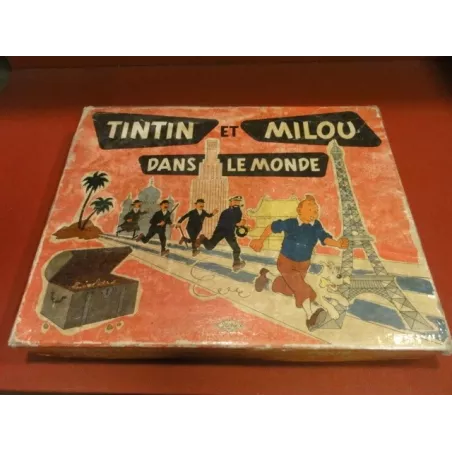 TINTIN ET MILOU
DANS LE MONDE